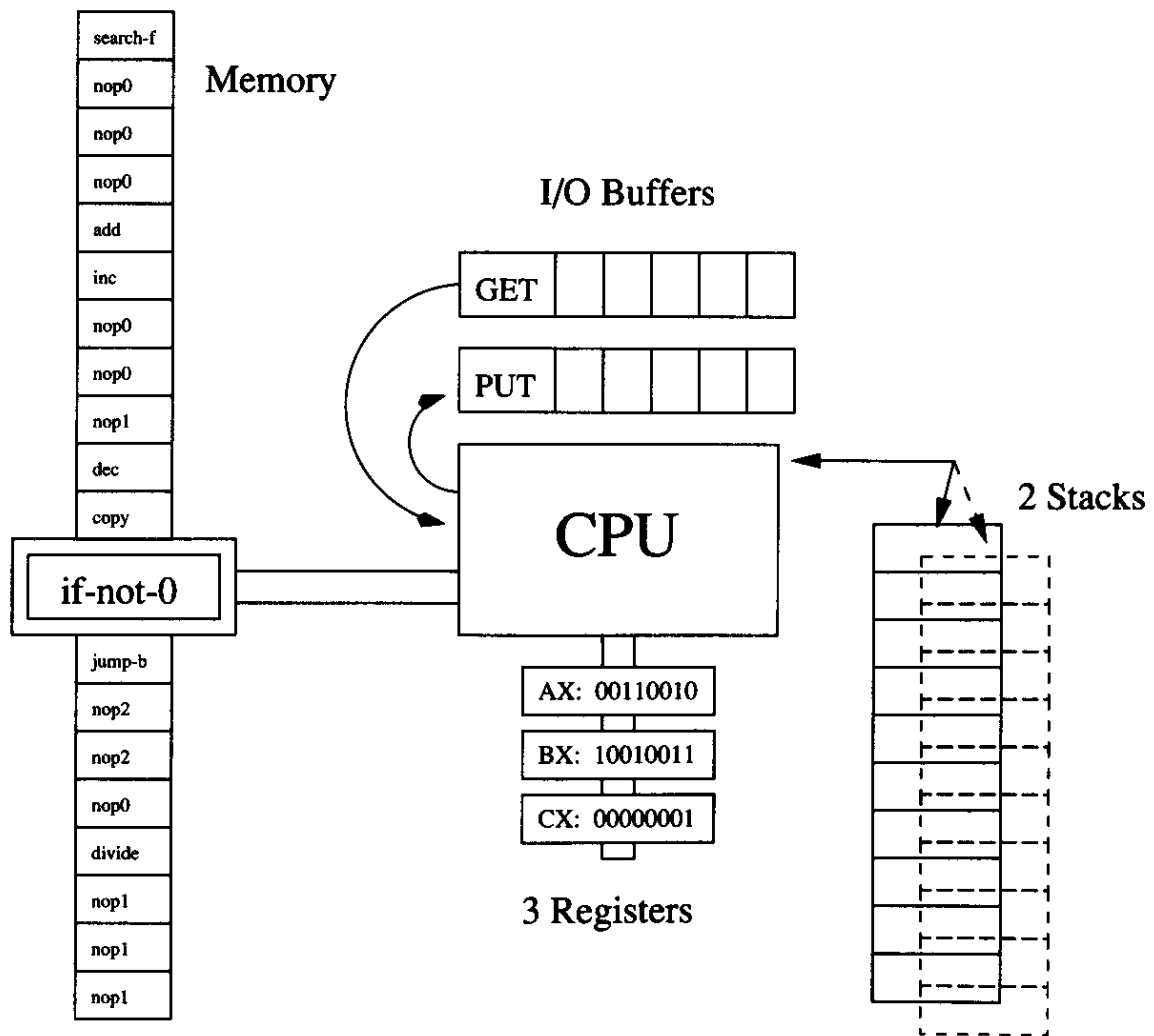 search-f
nop0
Memory
nop0
nop0
add
inc
nop0
nop0
nop1
dec
copy
if-not-0
jump-b
nop2
nop2
nop0
divide
nop1
nop1
nop1
I/O Buffers
GET
PUT
CPU
AX: 00110010
BX: 10010011
CX: 00000001
3 Registers
2 Stacks